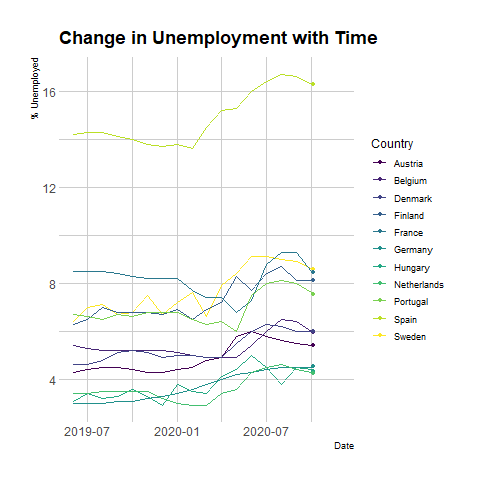 Change in Unemployment with Time
% Unemployed
16
12
8
4
2019-07 2020-01 2020-07
Date
Country
Austria
Belgium
Denmark
Finland
France
Germany
Hungary
Netherlands
Portugal
Spain
Sweden